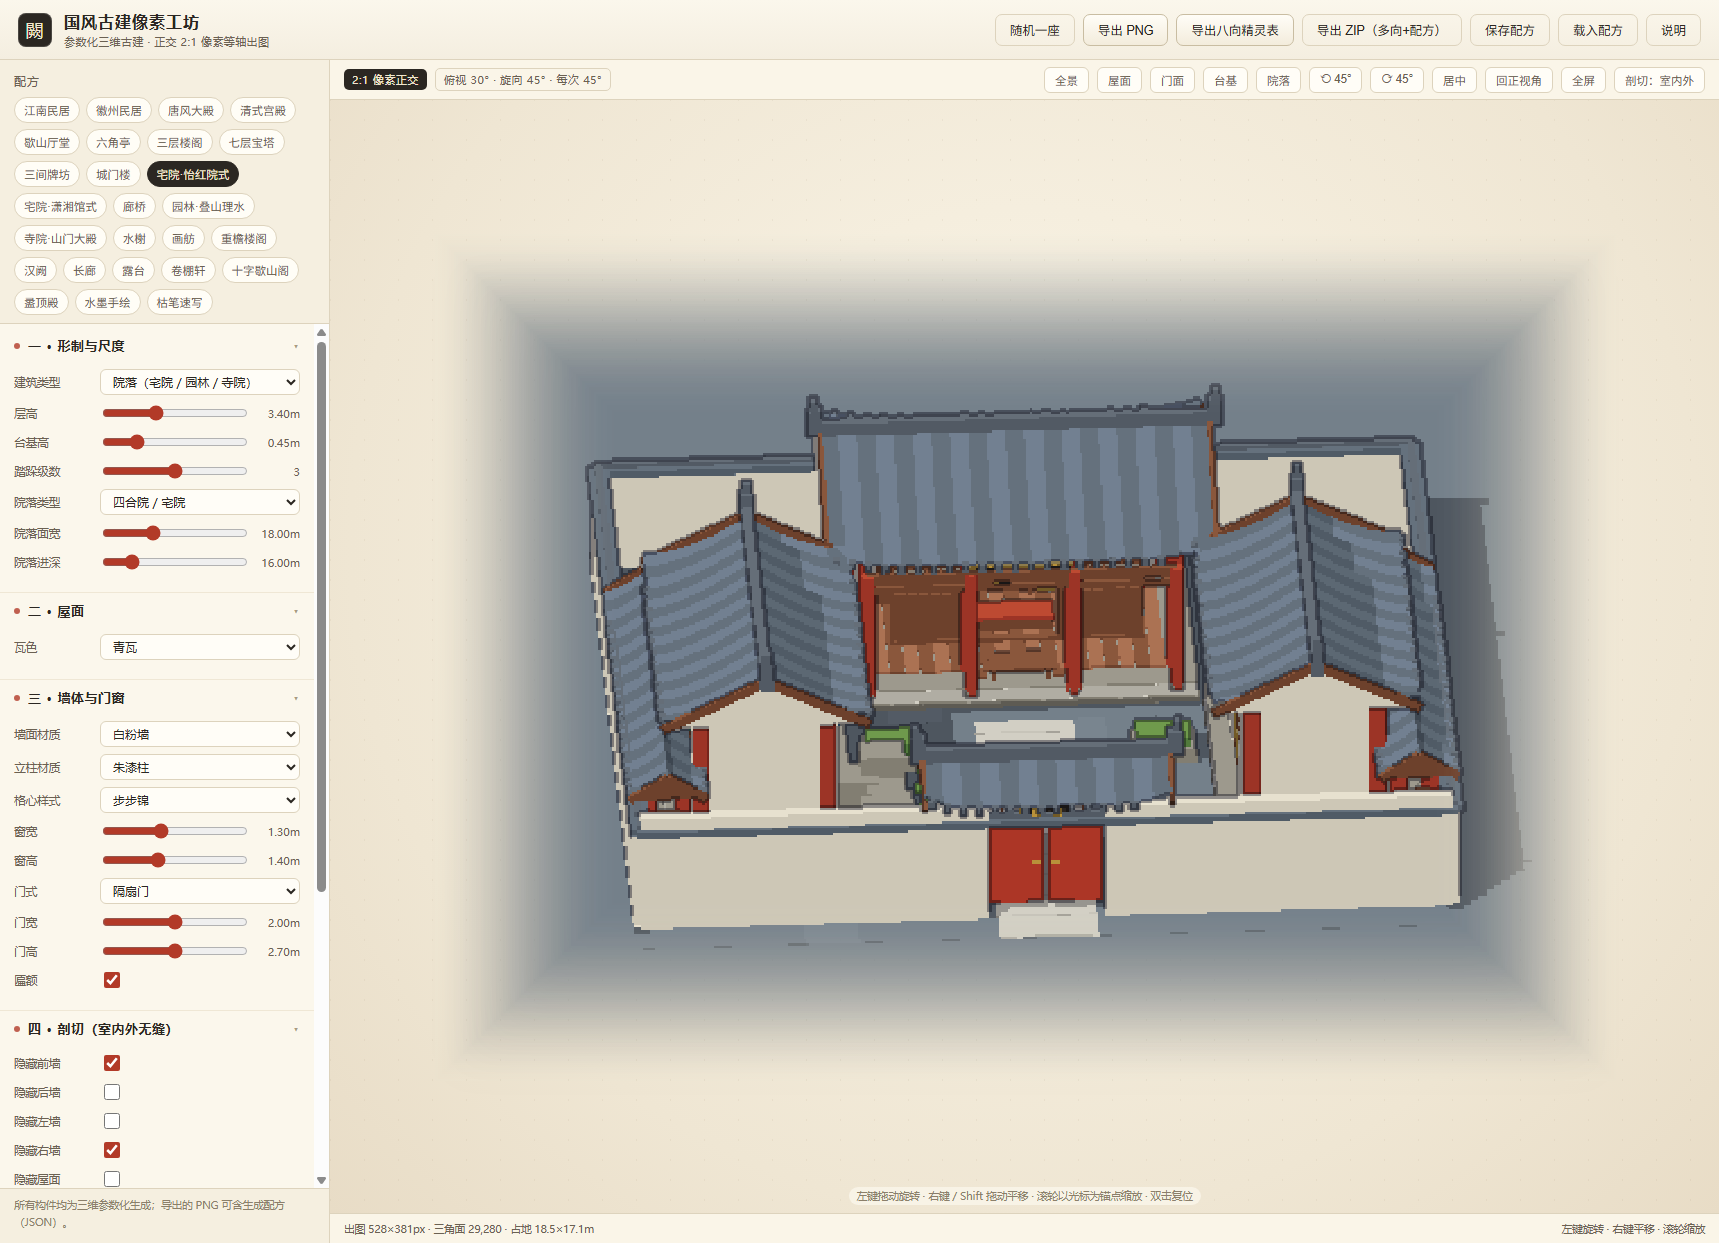 闕
国风古建像素工坊
参数化三维古建 · 正交 2:1 像素等轴出图
随机一座 导出 PNG 导出八向精灵表 导出 ZIP（多向+配方） 保存配方 载入配方 说明
配方
江南民居 徽州民居 唐风大殿 清式宫殿
歇山厅堂 六角亭 三层楼阁 七层宝塔
三间牌坊 城门楼 宅院·怡红院式
宅院·潇湘馆式 廊桥 园林·叠山理水
寺院·山门大殿 水榭 画舫 重檐楼阁
汉阙 长廊 露台 卷棚轩 十字歇山阁
盝顶殿 水墨手绘 枯笔速写
一 • 形制与尺度
建筑类型 院落（宅院 / 园林 / 寺院）
层高 3.40m
台基高 0.45m
踏跺级数 3
院落类型 四合院 / 宅院
院落面宽 18.00m
院落进深 16.00m
二 • 屋面
瓦色 青瓦
三 • 墙体与门窗
墙面材质 白粉墙
立柱材质 朱漆柱
格心样式 步步锦
窗宽 1.30m
窗高 1.40m
门式 隔扇门
门宽 2.00m
门高 2.70m
匾额
四 • 剖切（室内外无缝）
隐藏前墙
隐藏后墙
隐藏左墙
隐藏右墙
隐藏屋面
所有构件均为三维参数化生成；导出的 PNG 可含生成配方
（JSON）。
2:1 像素正交 俯视 30° · 旋向 45° · 每次 45°
全景 屋面 门面 台基 院落 ⟲ 45° ⟳ 45° 居中 回正视角 全屏 剖切：室内外
左键拖动旋转 · 右键 / Shift 拖动平移 · 滚轮以光标为锚点缩放 · 双击复位
出图 528×381px · 三角面 29,280 · 占地 18.5×17.1m
左键旋转 · 右键平移 · 滚轮缩放